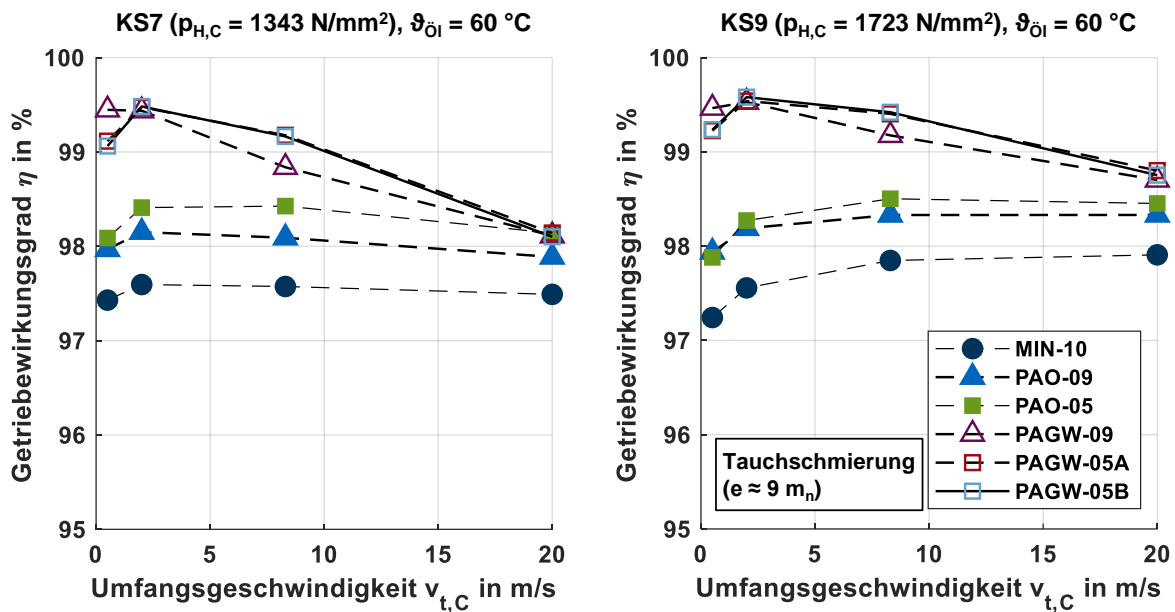 KS7 (pH,C = 1343 N/mm²), ϑÖl = 60 °C
Getriebewirkungsgrad η in %
100
99
98
97
96
95
0
5
10
15
20
Umfangsgeschwindigkeit vt,C in m/s
KS9 (pH,C = 1723 N/mm²), ϑÖl = 60 °C
Getriebewirkungsgrad η in %
100
99
98
97
96
95
MIN-10
PAO-09
PAO-05
PAGW-09
PAGW-05A
PAGW-05B
Tauchschmierung
(e ≈ 9 mn)
0
5
10
15
20
Umfangsgeschwindigkeit vt,C in m/s